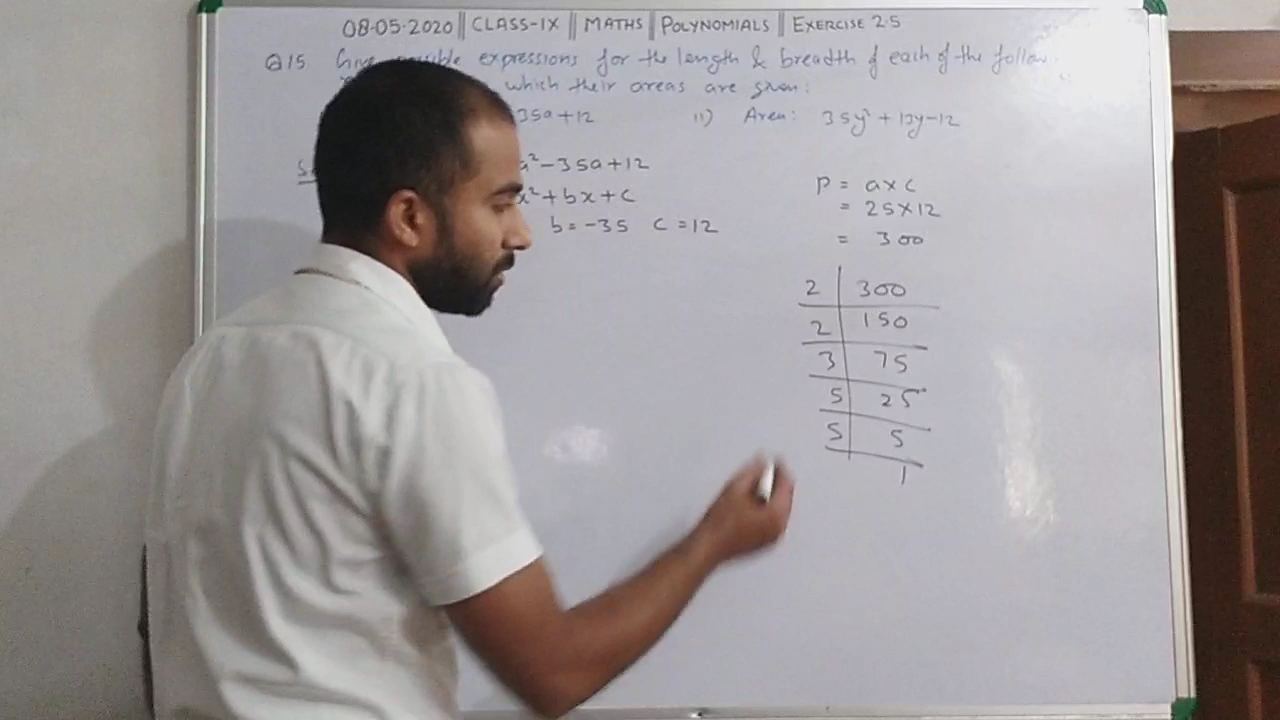 08-05-2020 || CLASS-IX || MATHS || POLYNOMIALS || EXERCISE 2.5
Q15 Give possible expressions for the length & breadth of each of the follow
which their areas are given:
35a+12 ii) Area: 35y² + 13y-12
a²-35a+12
x²+bx+c
b=-35 c=12
P = a×c
= 25×12
= 300
2 | 300
2 | 150
3 | 75
5 | 25
5 | 5
1